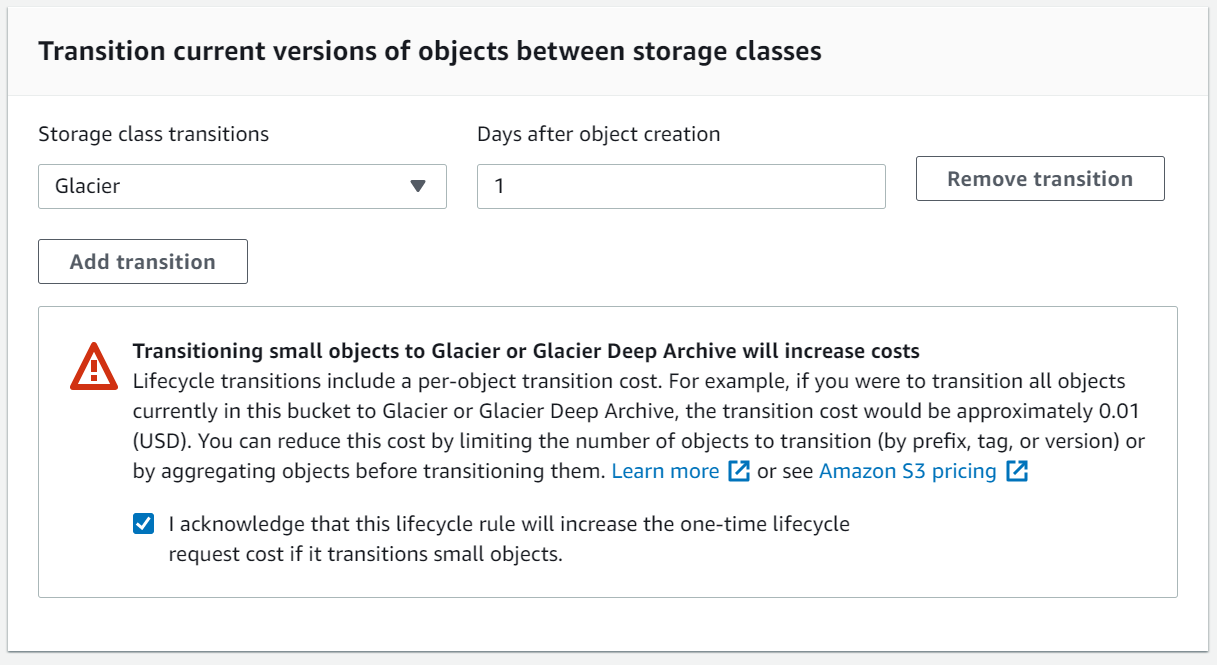 Transition current versions of objects between storage classes
Storage class transitions
Days after object creation
Glacier
1
Remove transition
Add transition
Transitioning small objects to Glacier or Glacier Deep Archive will increase costs
Lifecycle transitions include a per-object transition cost. For example, if you were to transition all objects
currently in this bucket to Glacier or Glacier Deep Archive, the transition cost would be approximately 0.01
(USD). You can reduce this cost by limiting the number of objects to transition (by prefix, tag, or version) or
by aggregating objects before transitioning them. Learn more or see Amazon S3 pricing
I acknowledge that this lifecycle rule will increase the one-time lifecycle
request cost if it transitions small objects.